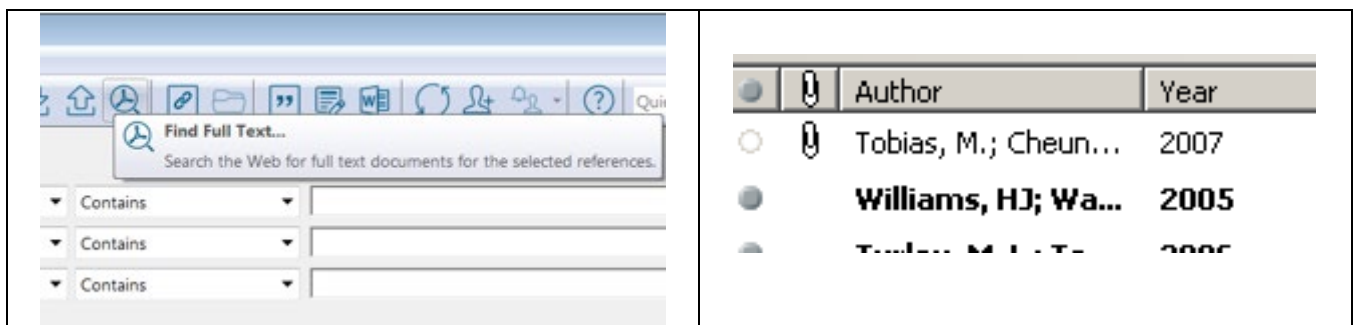 Quic
Find Full Text...
Search the Web for full text documents for the selected references.
Contains
Contains
Contains
Author Year
Tobias, M.; Cheun... 2007
Williams, HJ; Wa... 2005